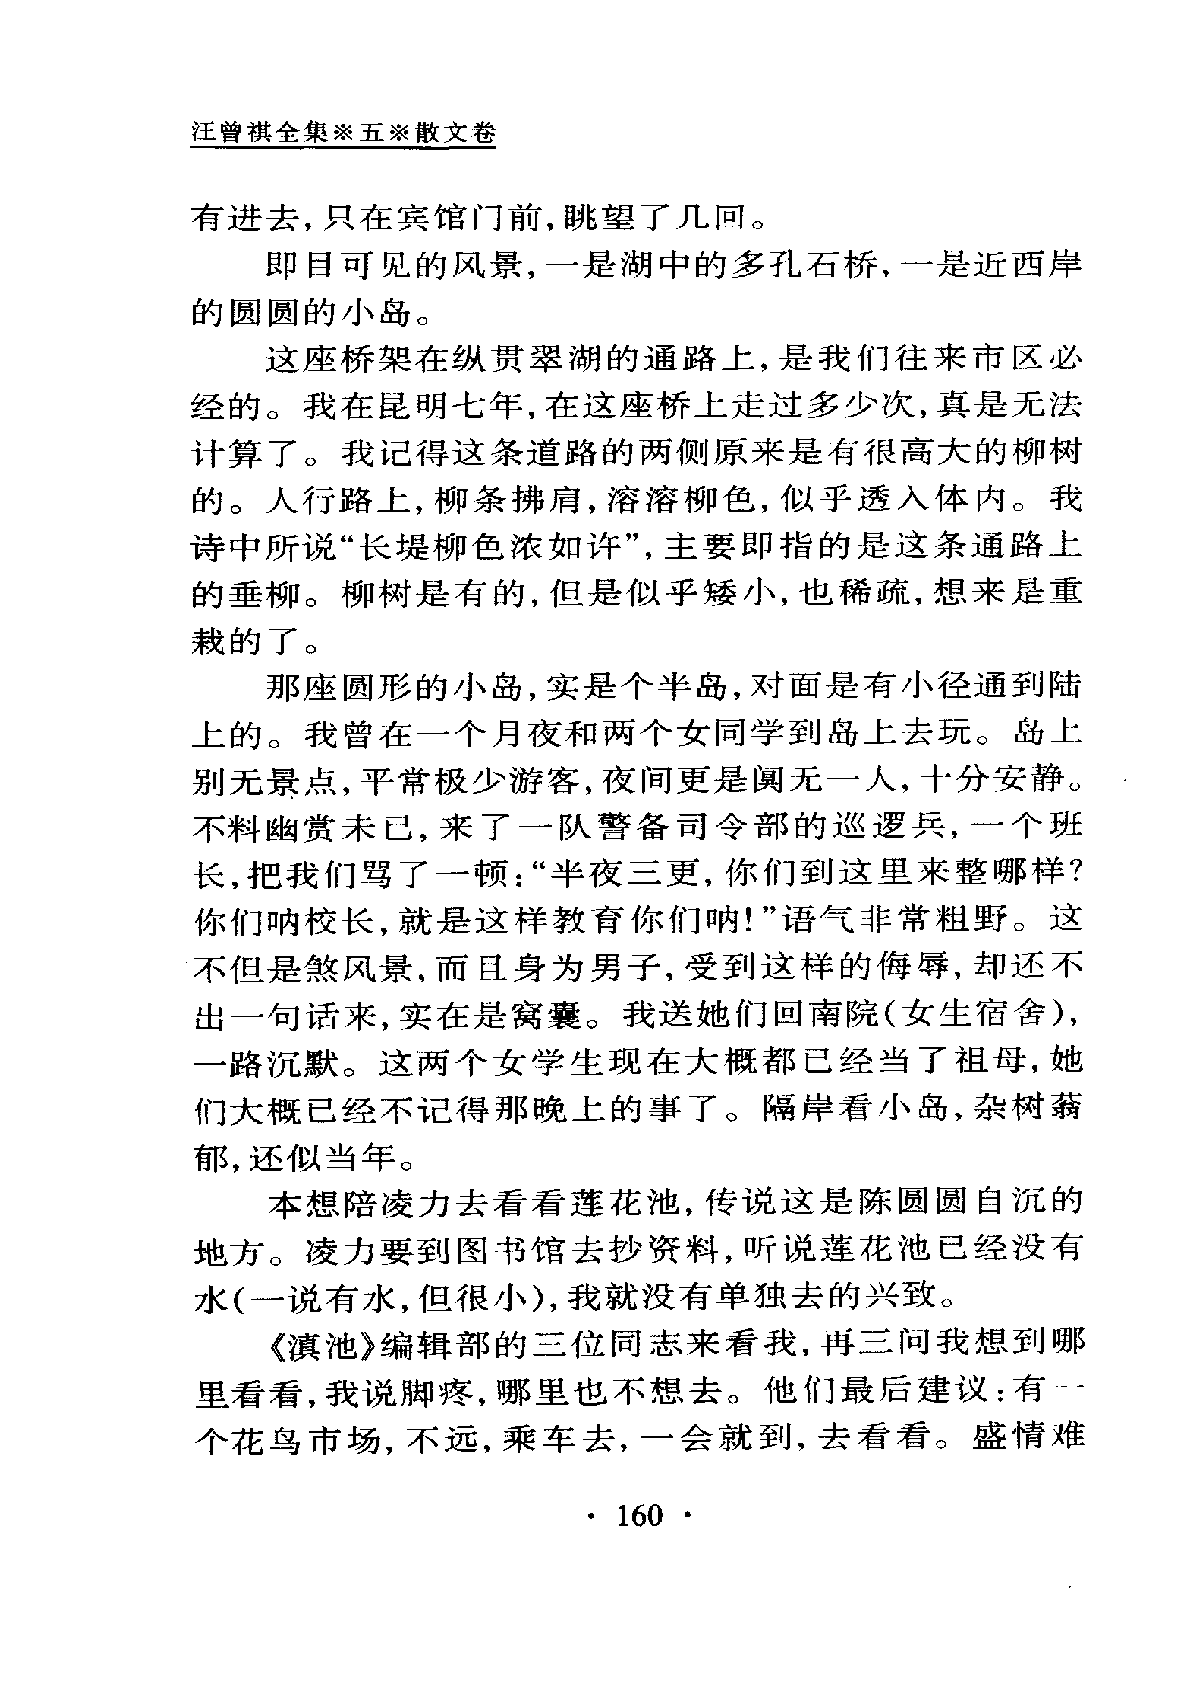 汪曾祺全集※五※散文卷
有进去,只在宾馆门前,眺望了几回。
即目可见的风景,一是湖中的多孔石桥,一是近西岸
的圆圆的小岛。
这座桥架在纵贯翠湖的通路上,是我们往来市区必
经的。我在昆明七年,在这座桥上走过多少次,真是无法
计算了。我记得这条道路的两侧原来是有很高大的柳树
的。人行路上,柳条拂肩,溶溶柳色,似乎透入体内。我
诗中所说“长堤柳色浓如许”,主要即指的是这条通路上
的垂柳。柳树是有的,但是似乎矮小,也稀疏,想来是重
栽的了。
那座圆形的小岛,实是个半岛,对面是有小径通到陆
上的。我曾在一个月夜和两个女同学到岛上去玩。岛上
别无景点,平常极少游客,夜间更是阒无一人,十分安静。
不料幽赏未已,来了一队警备司令部的巡逻兵,一个班
长,把我们骂了一顿:“半夜三更,你们到这里来整哪样?
你们呐校长,就是这样教育你们呐!”语气非常粗野。这
不但是煞风景,而且身为男子,受到这样的侮辱,却还不
出一句话来,实在是窝囊。我送她们回南院(女生宿舍),
一路沉默。这两个女学生现在大概都已经当了祖母,她
们大概已经不记得那晚上的事了。隔岸看小岛,杂树蓊
郁,还似当年。
本想陪凌力去看看莲花池,传说这是陈圆圆自沉的
地方。凌力要到图书馆去抄资料,听说莲花池已经没有
水(一说有水,但很小),我就没有单独去的兴致。
《滇池》编辑部的三位同志来看我,再三问我想到哪
里看看,我说脚疼,哪里也不想去。他们最后建议:有一
个花鸟市场,不远,乘车去,一会就到,去看看。盛情难
· 160 ·